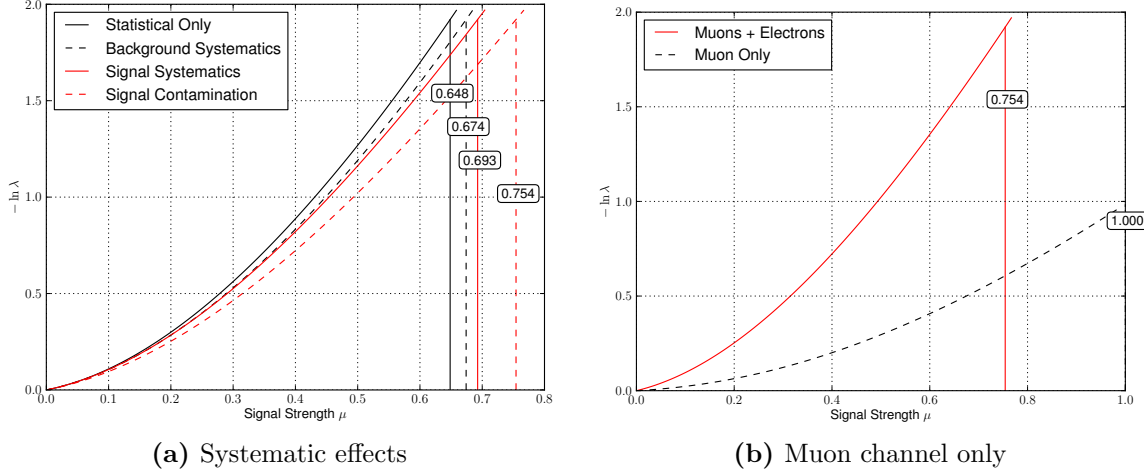 2.0
1.5
1.0
0.5
0.0
− ln λ
Statistical Only
Background Systematics
Signal Systematics
Signal Contamination
0.648
0.674
0.693
0.754
0.0 0.1 0.2 0.3 0.4 0.5 0.6 0.7 0.8
Signal Strength μ
(a) Systematic effects
2.0
1.5
1.0
0.5
0.0
− ln λ
Muons + Electrons
Muon Only
0.754
1.000
0.0 0.2 0.4 0.6 0.8 1.0
Signal Strength μ
(b) Muon channel only